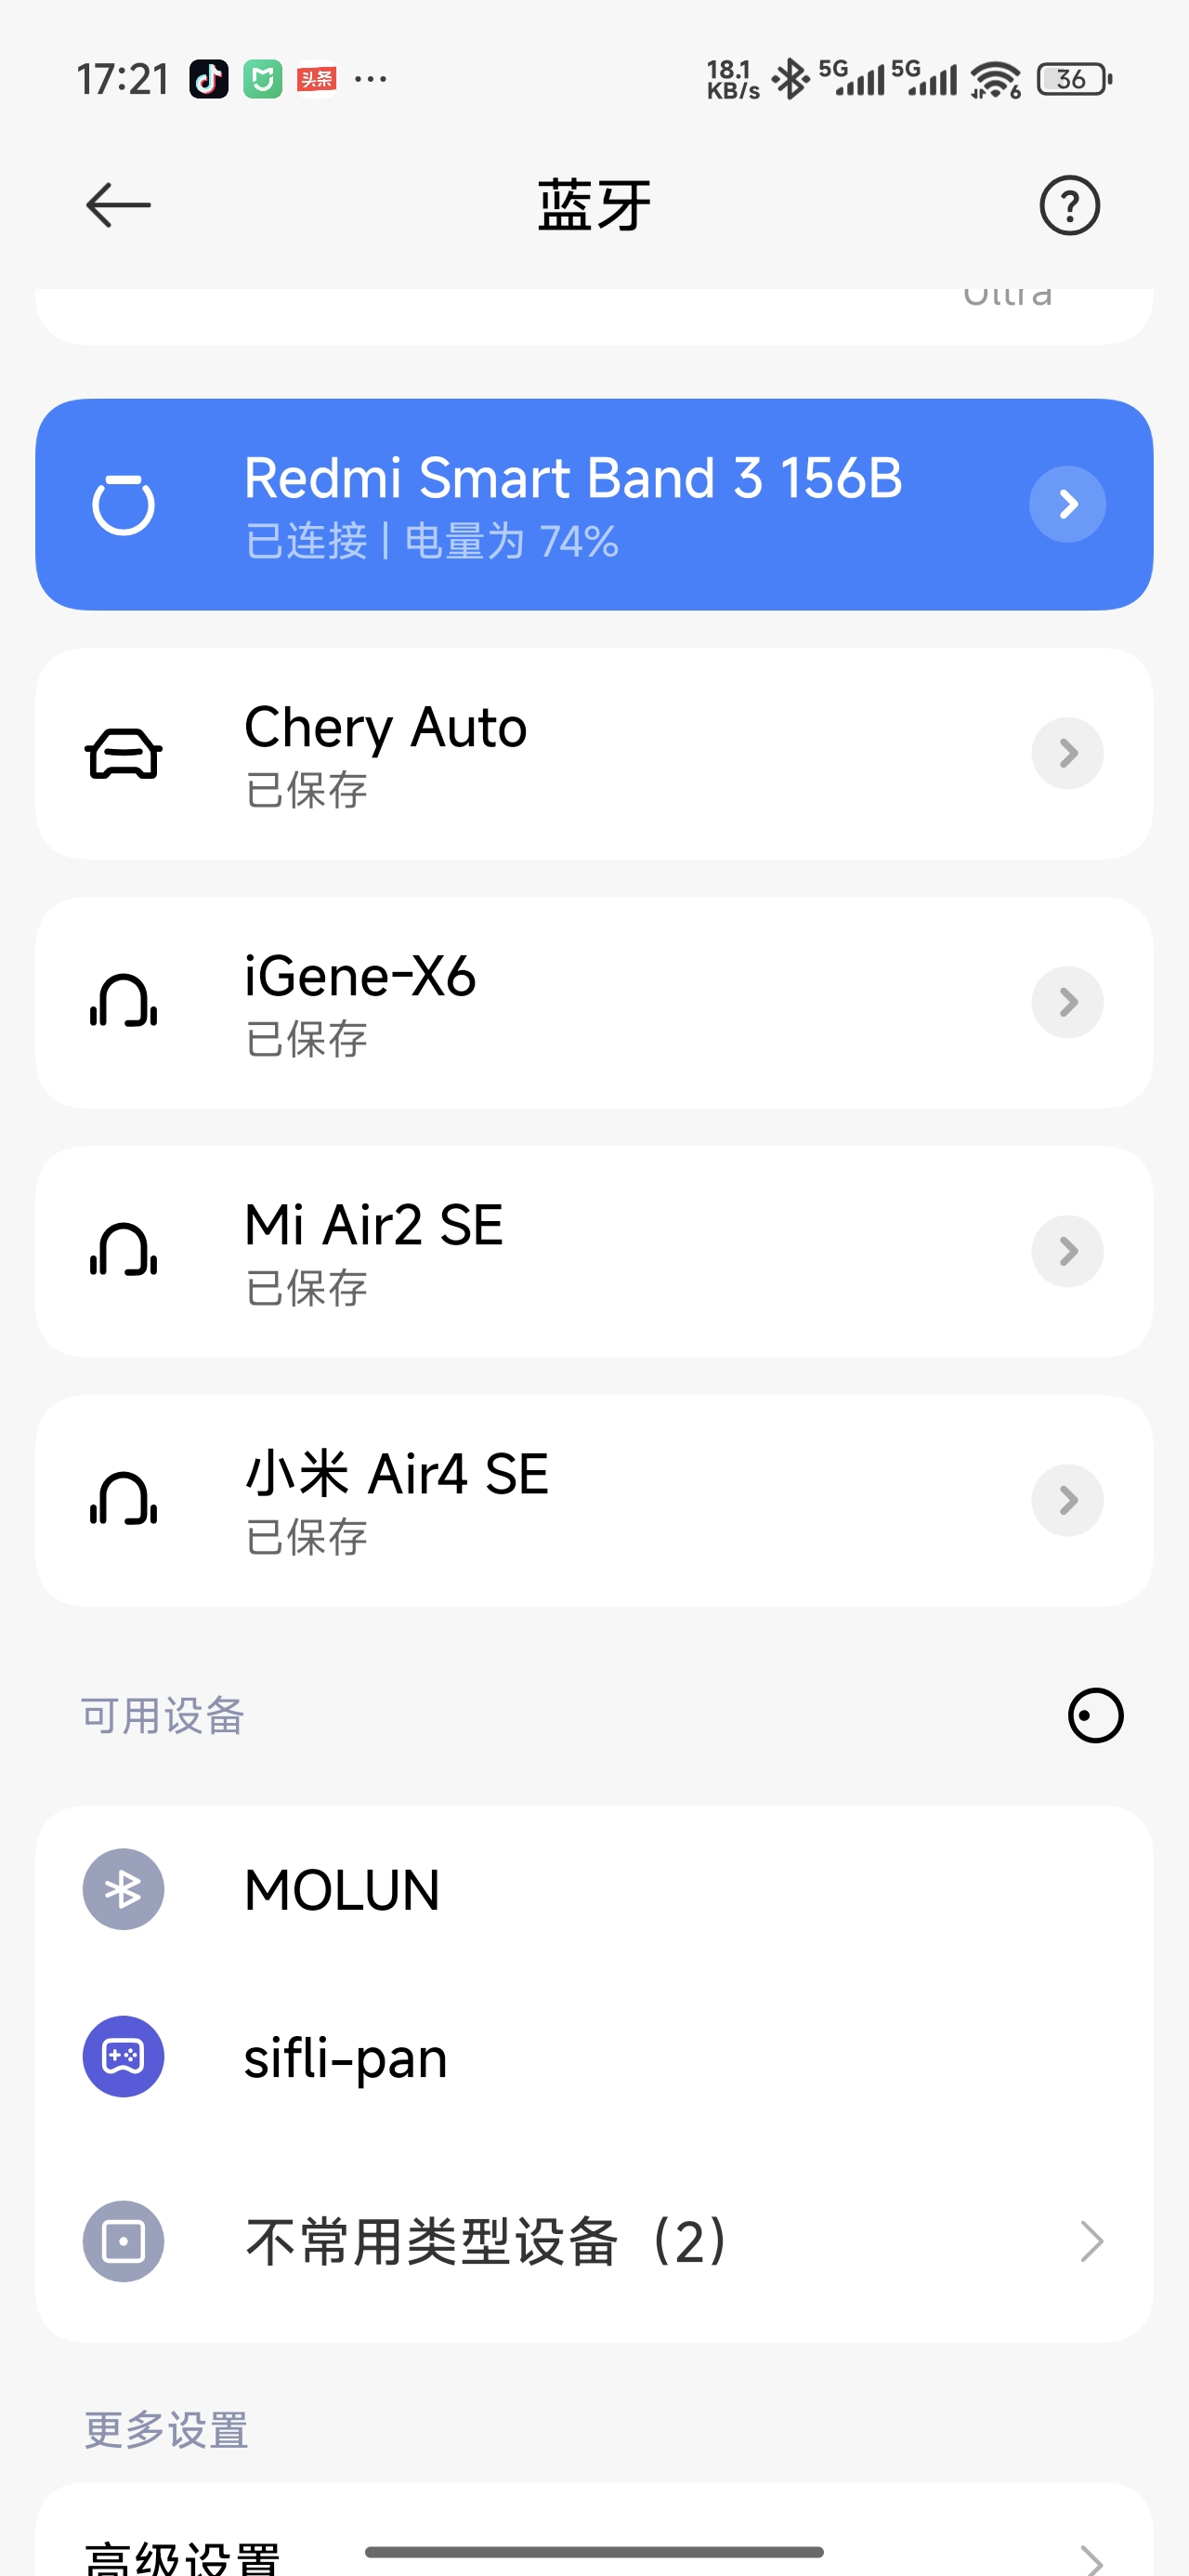 17:21
头条
...
18.1
KB/s
5G
5G
6
36
蓝牙
?
Ultra
Redmi Smart Band 3 156B
已连接 | 电量为 74%
Chery Auto
已保存
iGene-X6
已保存
Mi Air2 SE
已保存
小米 Air4 SE
已保存
可用设备
MOLUN
sifli-pan
不常用类型设备（2）
更多设置
高级设置